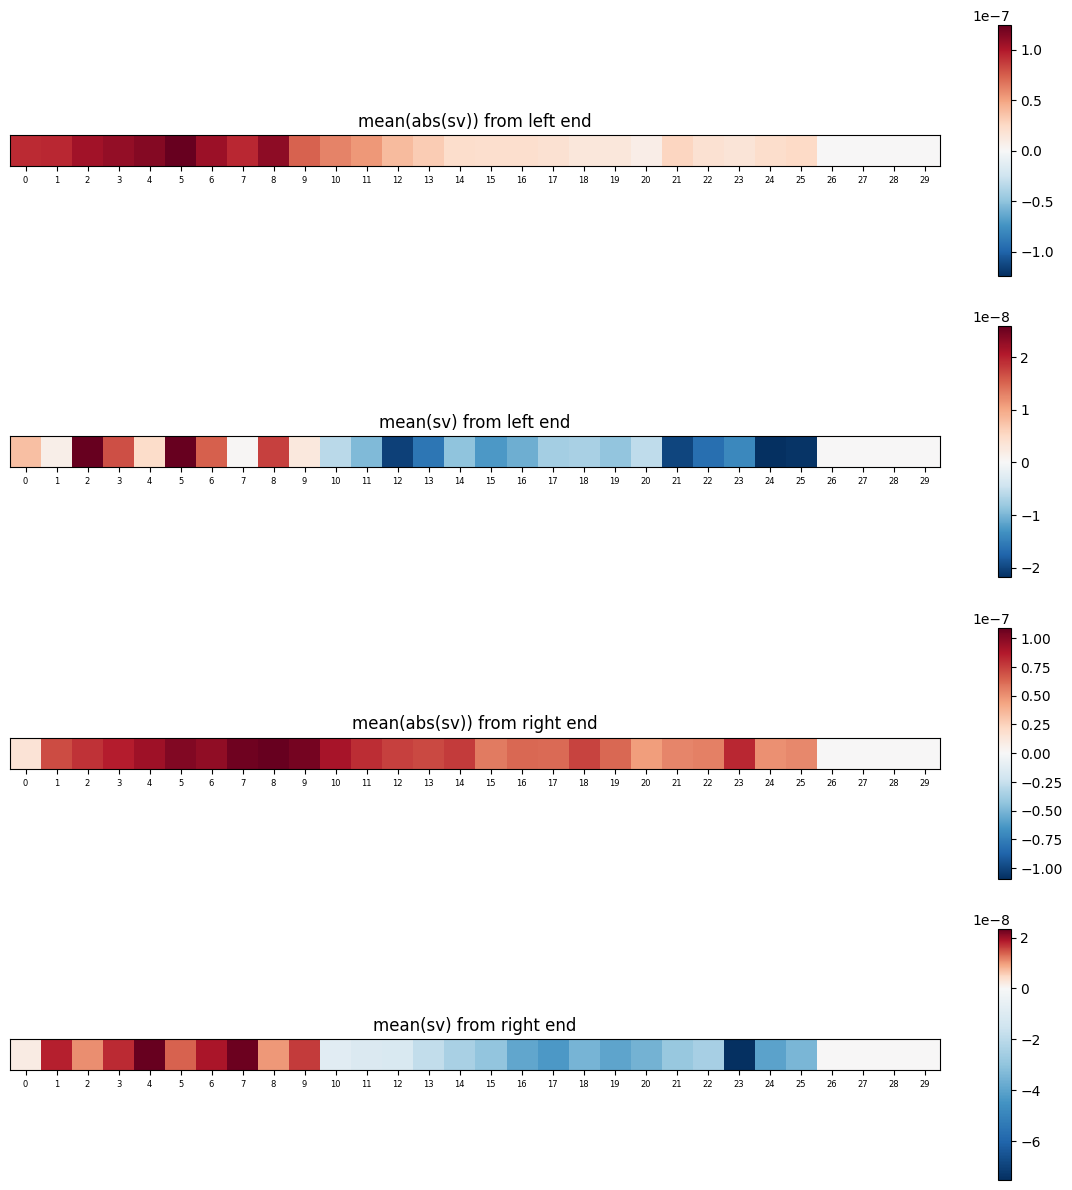 1e−7
1.0
0.5
0.0
−0.5
−1.0
mean(abs(sv)) from left end
0 1 2 3 4 5 6 7 8 9 10 11 12 13 14 15 16 17 18 19 20 21 22 23 24 25 26 27 28 29
1e−8
2
1
0
−1
−2
mean(sv) from left end
0 1 2 3 4 5 6 7 8 9 10 11 12 13 14 15 16 17 18 19 20 21 22 23 24 25 26 27 28 29
1e−7
1.00
0.75
0.50
0.25
0.00
−0.25
−0.50
−0.75
−1.00
mean(abs(sv)) from right end
0 1 2 3 4 5 6 7 8 9 10 11 12 13 14 15 16 17 18 19 20 21 22 23 24 25 26 27 28 29
1e−8
2
0
−2
−4
−6
mean(sv) from right end
0 1 2 3 4 5 6 7 8 9 10 11 12 13 14 15 16 17 18 19 20 21 22 23 24 25 26 27 28 29